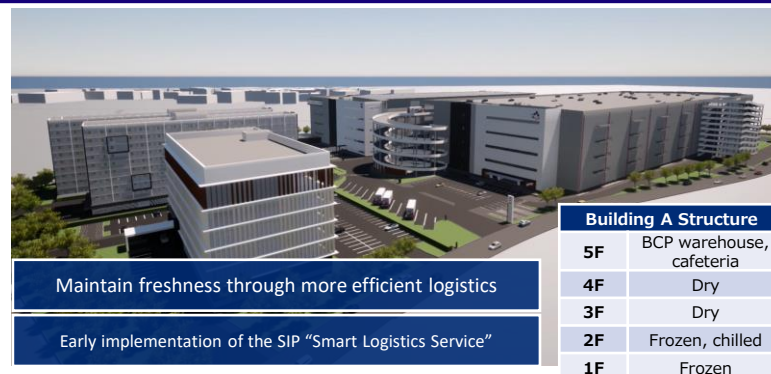 Maintain freshness through more efficient logistics
Early implementation of the SIP “Smart Logistics Service”
Building A Structure
5F BCP warehouse,
cafeteria
4F Dry
3F Dry
2F Frozen, chilled
1F Frozen